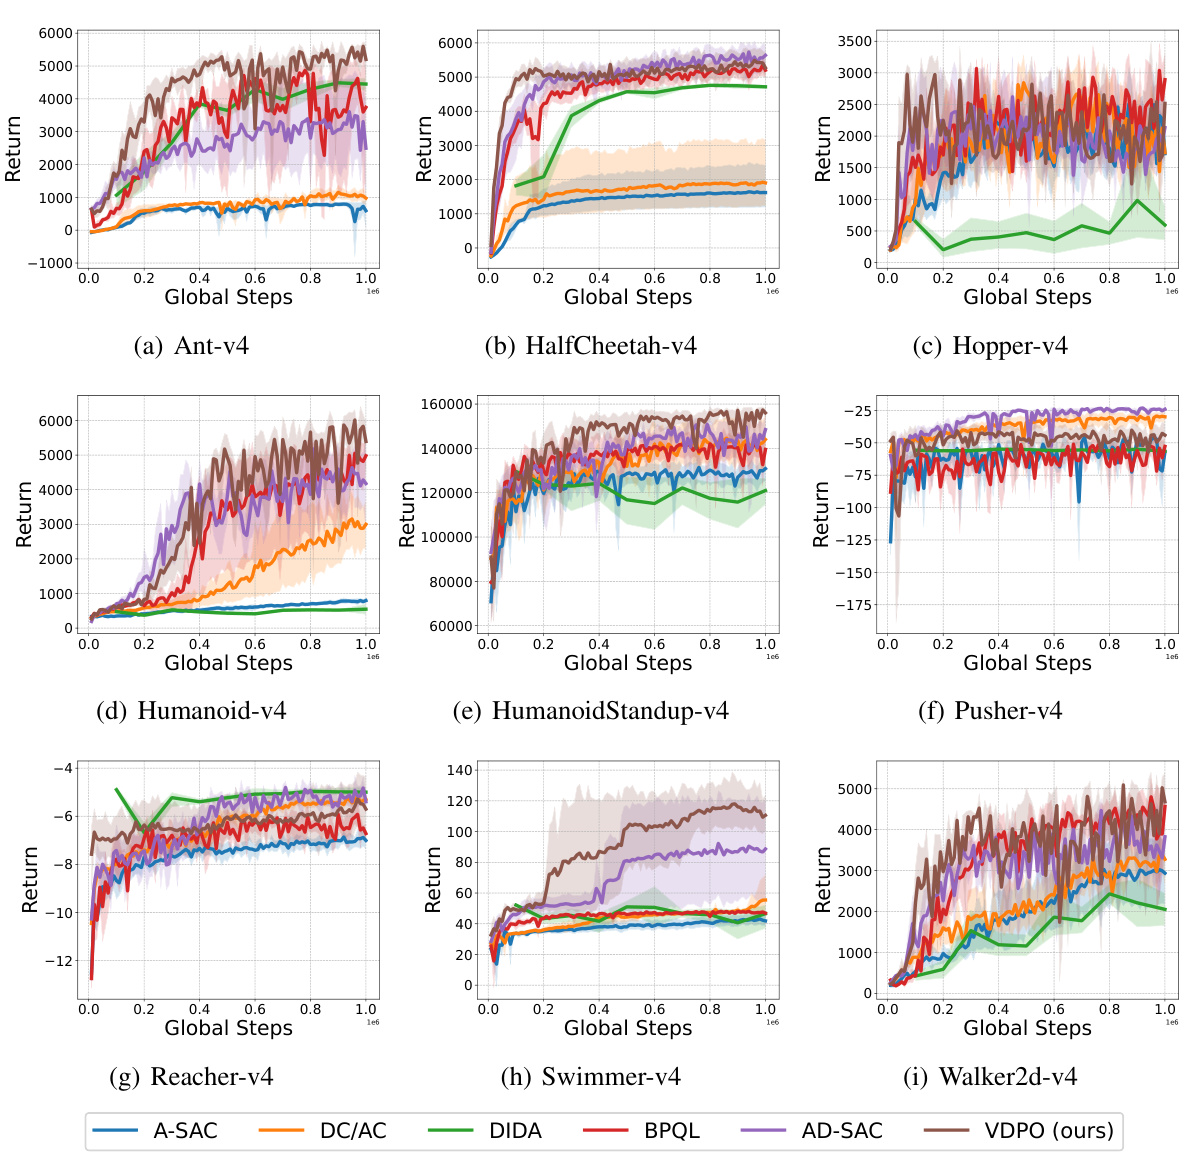 6000
5000
4000
3000
2000
1000
0
−1000
Return
0.0 0.2 0.4 0.6 0.8 1.0
1e6
Global Steps
(a) Ant-v4
6000
5000
4000
3000
2000
1000
0
Return
0.0 0.2 0.4 0.6 0.8 1.0
1e6
Global Steps
(b) HalfCheetah-v4
3500
3000
2500
2000
1500
1000
500
0
Return
0.0 0.2 0.4 0.6 0.8 1.0
1e6
Global Steps
(c) Hopper-v4
6000
5000
4000
3000
2000
1000
0
Return
0.0 0.2 0.4 0.6 0.8 1.0
1e6
Global Steps
(d) Humanoid-v4
160000
140000
120000
100000
80000
60000
Return
0.0 0.2 0.4 0.6 0.8 1.0
1e6
Global Steps
(e) HumanoidStandup-v4
−25
−50
−75
−100
−125
−150
−175
Return
0.0 0.2 0.4 0.6 0.8 1.0
1e6
Global Steps
(f) Pusher-v4
−4
−6
−8
−10
−12
Return
0.0 0.2 0.4 0.6 0.8 1.0
1e6
Global Steps
(g) Reacher-v4
140
120
100
80
60
40
20
0
Return
0.0 0.2 0.4 0.6 0.8 1.0
1e6
Global Steps
(h) Swimmer-v4
5000
4000
3000
2000
1000
0
Return
0.0 0.2 0.4 0.6 0.8 1.0
1e6
Global Steps
(i) Walker2d-v4
A-SAC DC/AC DIDA BPQL AD-SAC VDPO (ours)